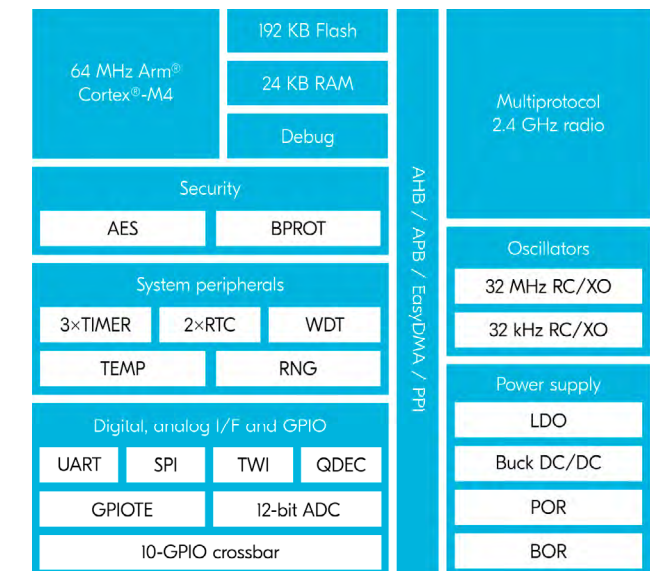 64 MHz Arm®
Cortex®-M4
192 KB Flash
24 KB RAM
Debug
Security
AES
BPROT
System peripherals
3×TIMER
2×RTC
WDT
TEMP
RNG
Digital, analog I/F and GPIO
UART
SPI
TWI
QDEC
GPIOTE
12-bit ADC
10-GPIO crossbar
AHB / APB / EasyDMA / PPI
Multiprotocol
2.4 GHz radio
Oscillators
32 MHz RC/XO
32 kHz RC/XO
Power supply
LDO
Buck DC/DC
POR
BOR